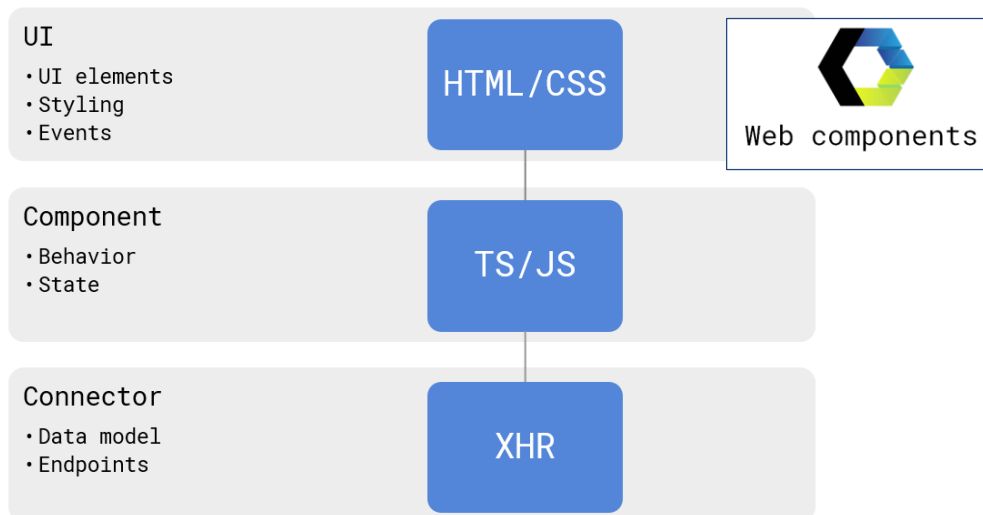 UI
• UI elements
• Styling
• Events
HTML/CSS
Web components
Component
• Behavior
• State
TS/JS
Connector
• Data model
• Endpoints
XHR